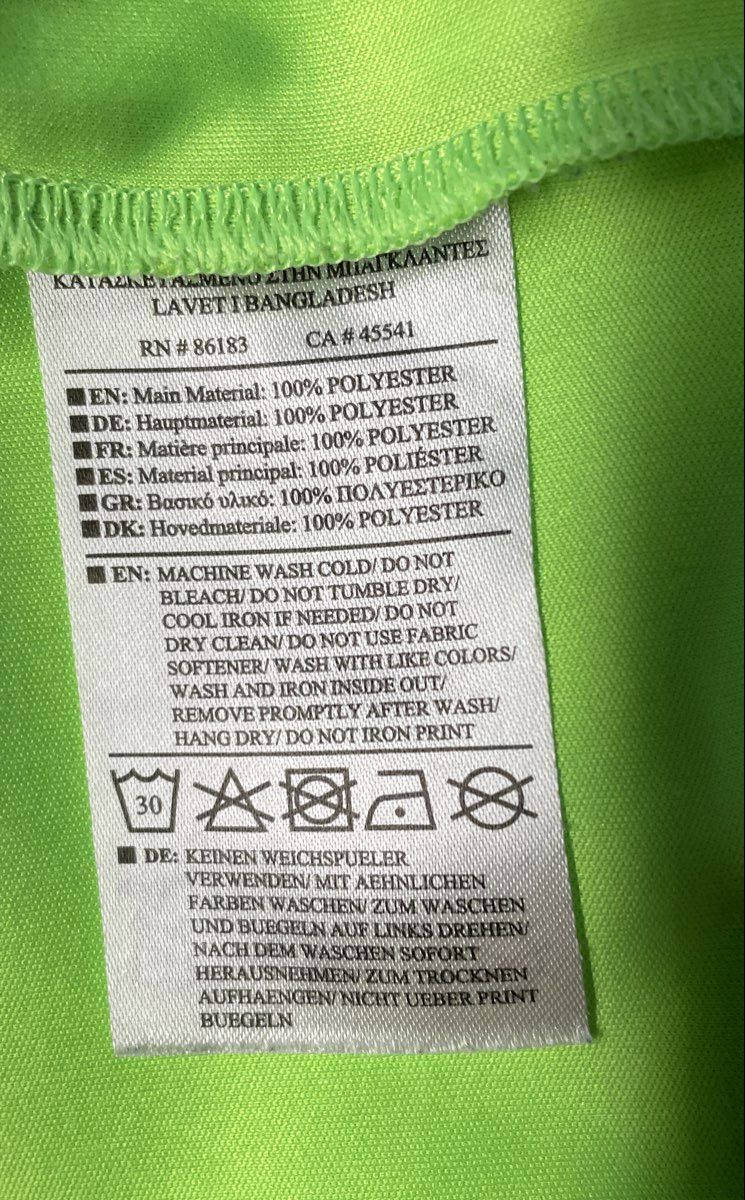 ΚΑΤΑΣΚΕΥΑΣΜΕΝΟ ΣΤΗΝ ΜΠΑΓΚΛΑΝΤΕΣ
LAVET I BANGLADESH
RN # 86183 CA # 45541
EN: Main Material: 100% POLYESTER
DE: Hauptmaterial: 100% POLYESTER
FR: Matière principale: 100% POLYESTER
ES: Material principal: 100% POLIÉSTER
GR: Βασικό υλικό: 100% ΠΟΛΥΕΣΤΕΡΙΚΟ
DK: Hovedmateriale: 100% POLYESTER
EN: MACHINE WASH COLD/ DO NOT
BLEACH/ DO NOT TUMBLE DRY/
COOL IRON IF NEEDED/ DO NOT
DRY CLEAN/ DO NOT USE FABRIC
SOFTENER/ WASH WITH LIKE COLORS/
WASH AND IRON INSIDE OUT/
REMOVE PROMPTLY AFTER WASH/
HANG DRY/ DO NOT IRON PRINT
30
DE: KEINEN WEICHSPUELER
VERWENDEN/ MIT AEHNLICHEN
FARBEN WASCHEN/ ZUM WASCHEN
UND BUEGELN AUF LINKS DREHEN/
NACH DEM WASCHEN SOFORT
HERAUSNEHMEN/ ZUM TROCKNEN
AUFHAENGEN/ NICHT UEBER PRINT
BUEGELN